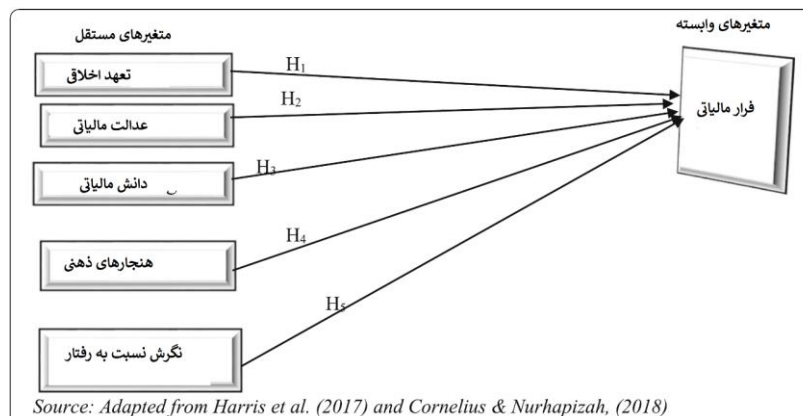 متغیرهای مستقل
متغیرهای وابسته
تعهد اخلاقی
H1
فرار مالیاتی
عدالت مالیاتی
H2
دانش مالیاتی
H3
هنجارهای ذهنی
H4
نگرش نسبت به رفتار
H5
Source: Adapted from Harris et al. (2017) and Cornelius & Nurhapizah, (2018)